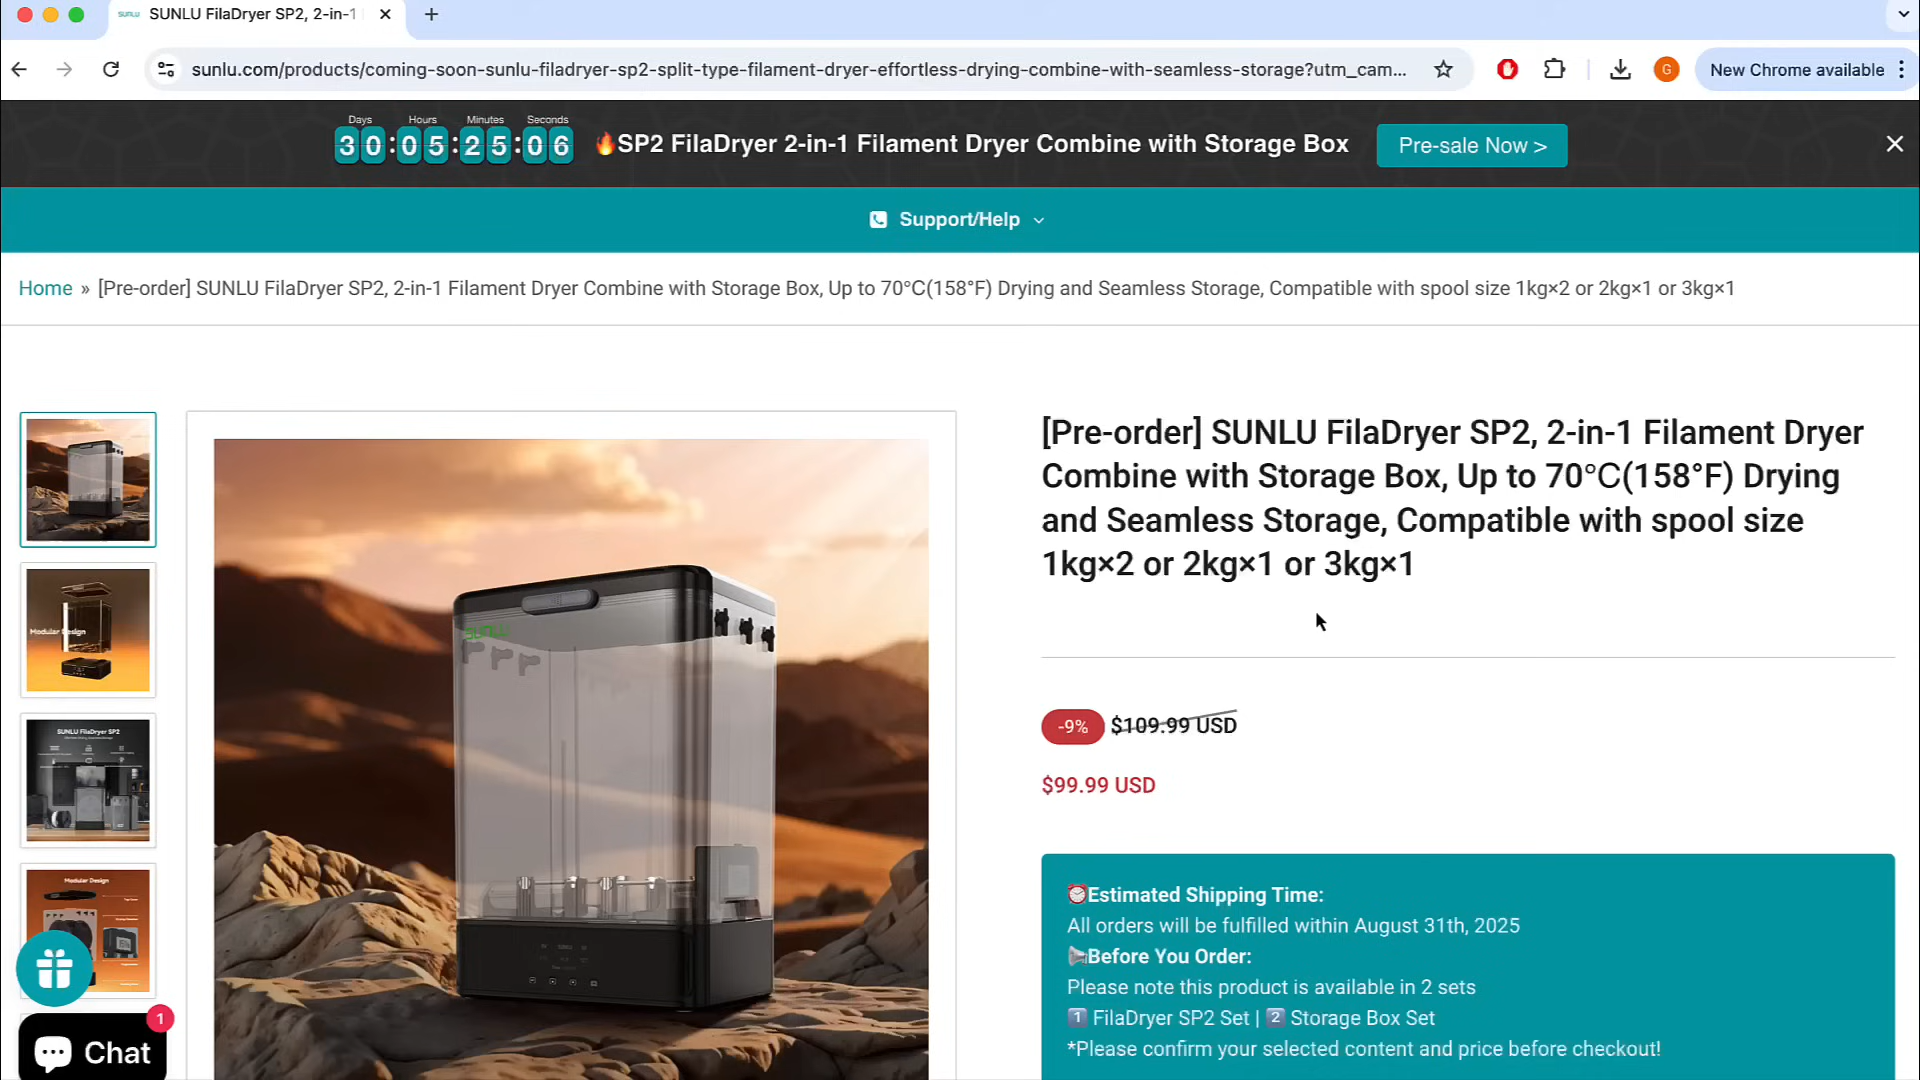 SUNLU FilaDryer SP2, 2-in-1
sunlu.com/products/coming-soon-sunlu-filadryer-sp2-split-type-filament-dryer-effortless-drying-combine-with-seamless-storage?utm_cam...
G
New Chrome available
Days Hours Minutes Seconds
30:05:25:06
🔥SP2 FilaDryer 2-in-1 Filament Dryer Combine with Storage Box
Pre-sale Now >
Support/Help
Home » [Pre-order] SUNLU FilaDryer SP2, 2-in-1 Filament Dryer Combine with Storage Box, Up to 70℃(158°F) Drying and Seamless Storage, Compatible with spool size 1kg×2 or 2kg×1 or 3kg×1
[Pre-order] SUNLU FilaDryer SP2, 2-in-1 Filament Dryer
Combine with Storage Box, Up to 70℃(158°F) Drying
and Seamless Storage, Compatible with spool size
1kg×2 or 2kg×1 or 3kg×1
-9% $109.99 USD
$99.99 USD
⏰Estimated Shipping Time:
All orders will be fulfilled within August 31th, 2025
Before You Order:
Please note this product is available in 2 sets
1️⃣ FilaDryer SP2 Set | 2️⃣ Storage Box Set
*Please confirm your selected content and price before checkout!
SUNLU
Modular Design
SUNLU FilaDryer SP2
Modular Design
1
Chat